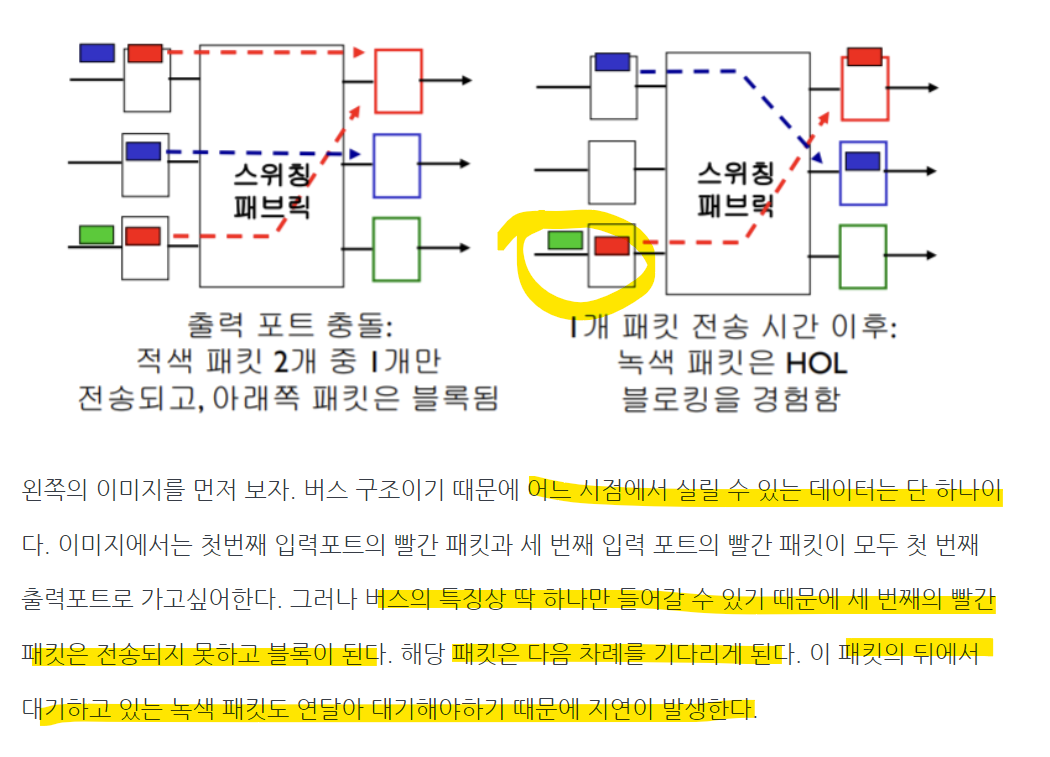 스위칭
패브릭
스위칭
패브릭
출력 포트 충돌:
적색 패킷 2개 중 1개만
전송되고, 아래쪽 패킷은 블록됨
1개 패킷 전송 시간 이후:
녹색 패킷은 HOL
블로킹을 경험함
왼쪽의 이미지를 먼저 보자. 버스 구조이기 때문에 어느 시점에서 실릴 수 있는 데이터는 단 하나이
다. 이미지에서는 첫번째 입력포트의 빨간 패킷과 세 번째 입력 포트의 빨간 패킷이 모두 첫 번째
출력포트로 가고싶어한다. 그러나 버스의 특징상 딱 하나만 들어갈 수 있기 때문에 세 번째의 빨간
패킷은 전송되지 못하고 블록이 된다. 해당 패킷은 다음 차례를 기다리게 된다. 이 패킷의 뒤에서
대기하고 있는 녹색 패킷도 연달아 대기해야하기 때문에 지연이 발생한다.